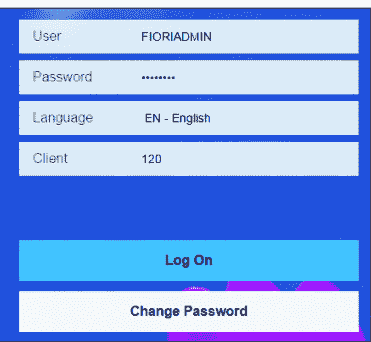 User FIORIADMIN
Password ••••••••
Language EN - English
Client 120
Log On
Change Password